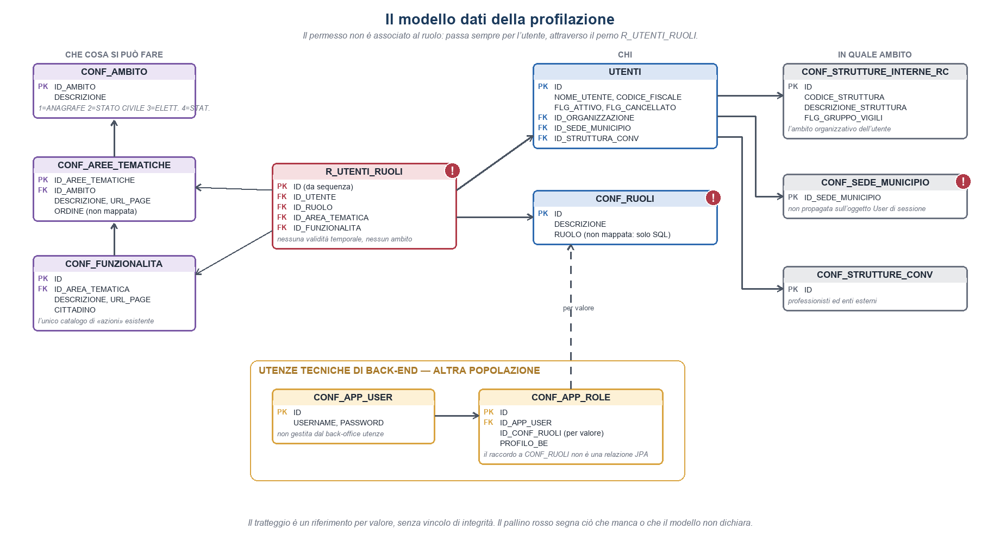 Il modello dati della profilazione
Il permesso non è associato al ruolo: passa sempre per l’utente, attraverso il perno R_UTENTI_RUOLI.
CHE COSA SI PUÒ FARE
CONF_AMBITO
PK ID_AMBITO
DESCRIZIONE
1=ANAGRAFE 2=STATO CIVILE 3=ELETT. 4=STAT.
CONF_AREE_TEMATICHE
PK ID_AREE_TEMATICHE
FK ID_AMBITO
DESCRIZIONE, URL_PAGE
ORDINE (non mappata)
CONF_FUNZIONALITA
PK ID
FK ID_AREA_TEMATICA
DESCRIZIONE, URL_PAGE
CITTADINO
l’unico catalogo di «azioni» esistente
R_UTENTI_RUOLI
!
PK ID (da sequenza)
FK ID_UTENTE
FK ID_RUOLO
FK ID_AREA_TEMATICA
FK ID_FUNZIONALITA
nessuna validità temporale, nessun ambito
CHI
UTENTI
PK ID
NOME_UTENTE, CODICE_FISCALE
FLG_ATTIVO, FLG_CANCELLATO
FK ID_ORGANIZZAZIONE
FK ID_SEDE_MUNICIPIO
FK ID_STRUTTURA_CONV
CONF_RUOLI
!
PK ID
DESCRIZIONE
RUOLO (non mappata: solo SQL)
per valore
IN QUALE AMBITO
CONF_STRUTTURE_INTERNE_RC
PK ID
CODICE_STRUTTURA
DESCRIZIONE_STRUTTURA
FLG_GRUPPO_VIGILI
l’ambito organizzativo dell’utente
CONF_SEDE_MUNICIPIO
!
PK ID_SEDE_MUNICIPIO
non propagata sull’oggetto User di sessione
CONF_STRUTTURE_CONV
PK ID
professionisti ed enti esterni
UTENZE TECNICHE DI BACK-END — ALTRA POPOLAZIONE
CONF_APP_USER
PK ID
USERNAME, PASSWORD
non gestita dal back-office utenze
CONF_APP_ROLE
PK ID
FK ID_APP_USER
ID_CONF_RUOLI (per valore)
PROFILO_BE
il raccordo a CONF_RUOLI non è una relazione JPA
Il tratteggio è un riferimento per valore, senza vincolo di integrità. Il pallino rosso segna ciò che manca o che il modello non dichiara.